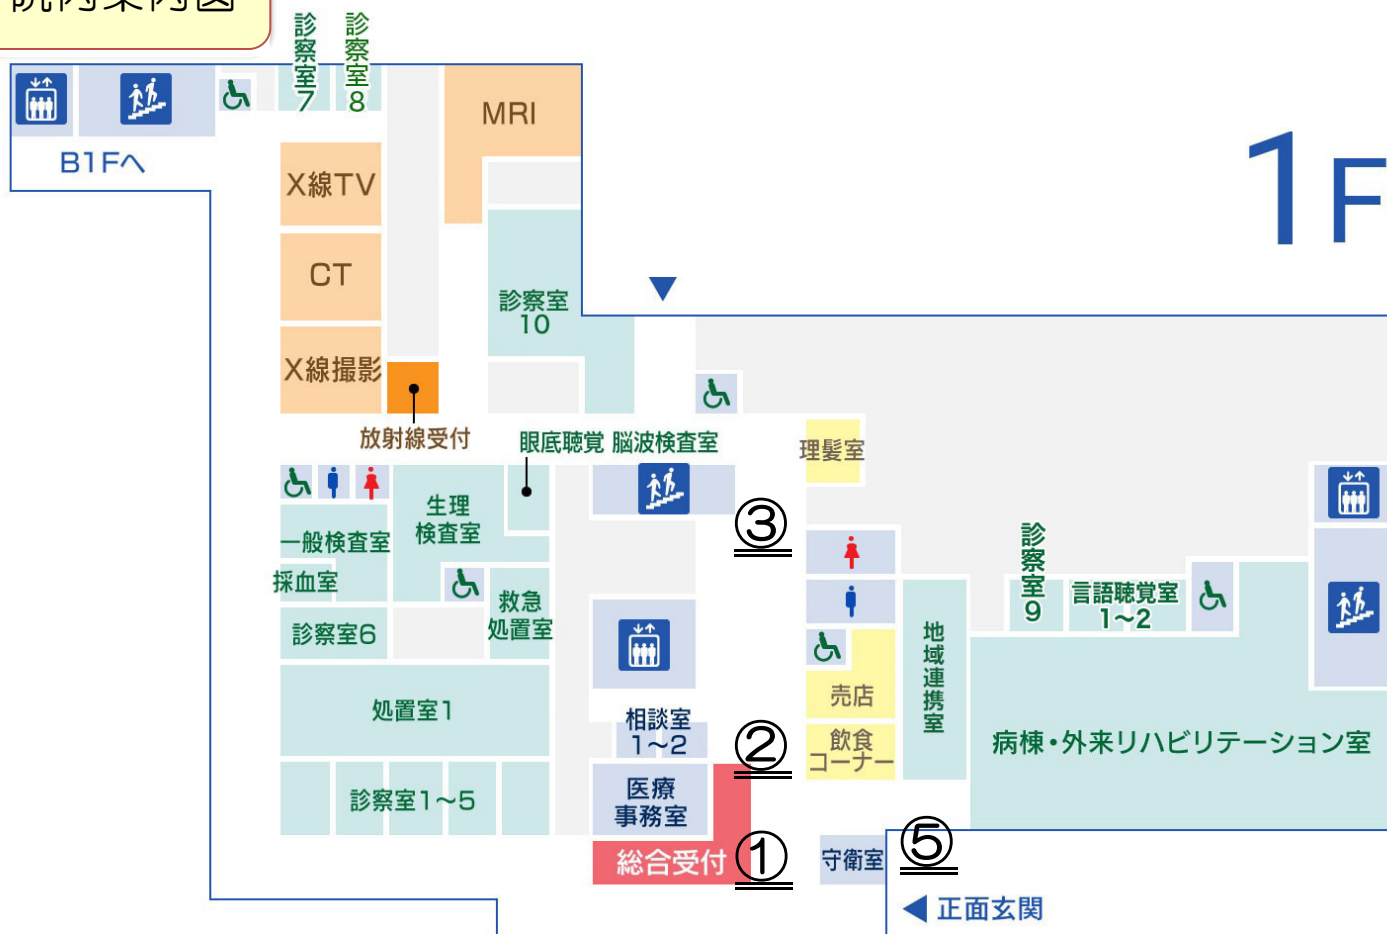 院内案内図
診察室7
診察室8
MRI
1F
B1Fへ
X線TV
CT
診察室
10
X線撮影
放射線受付
眼底聴覚 脳波検査室
理髪室
生理
検査室
③
一般検査室
採血室
救急
処置室
診察室9
言語聴覚室
1～2
診察室6
地域連携室
売店
処置室1
相談室
1～2
②
飲食
コーナー
病棟・外来リハビリテーション室
診察室1～5
医療
事務室
総合受付
①
守衛室
⑤
正面玄関